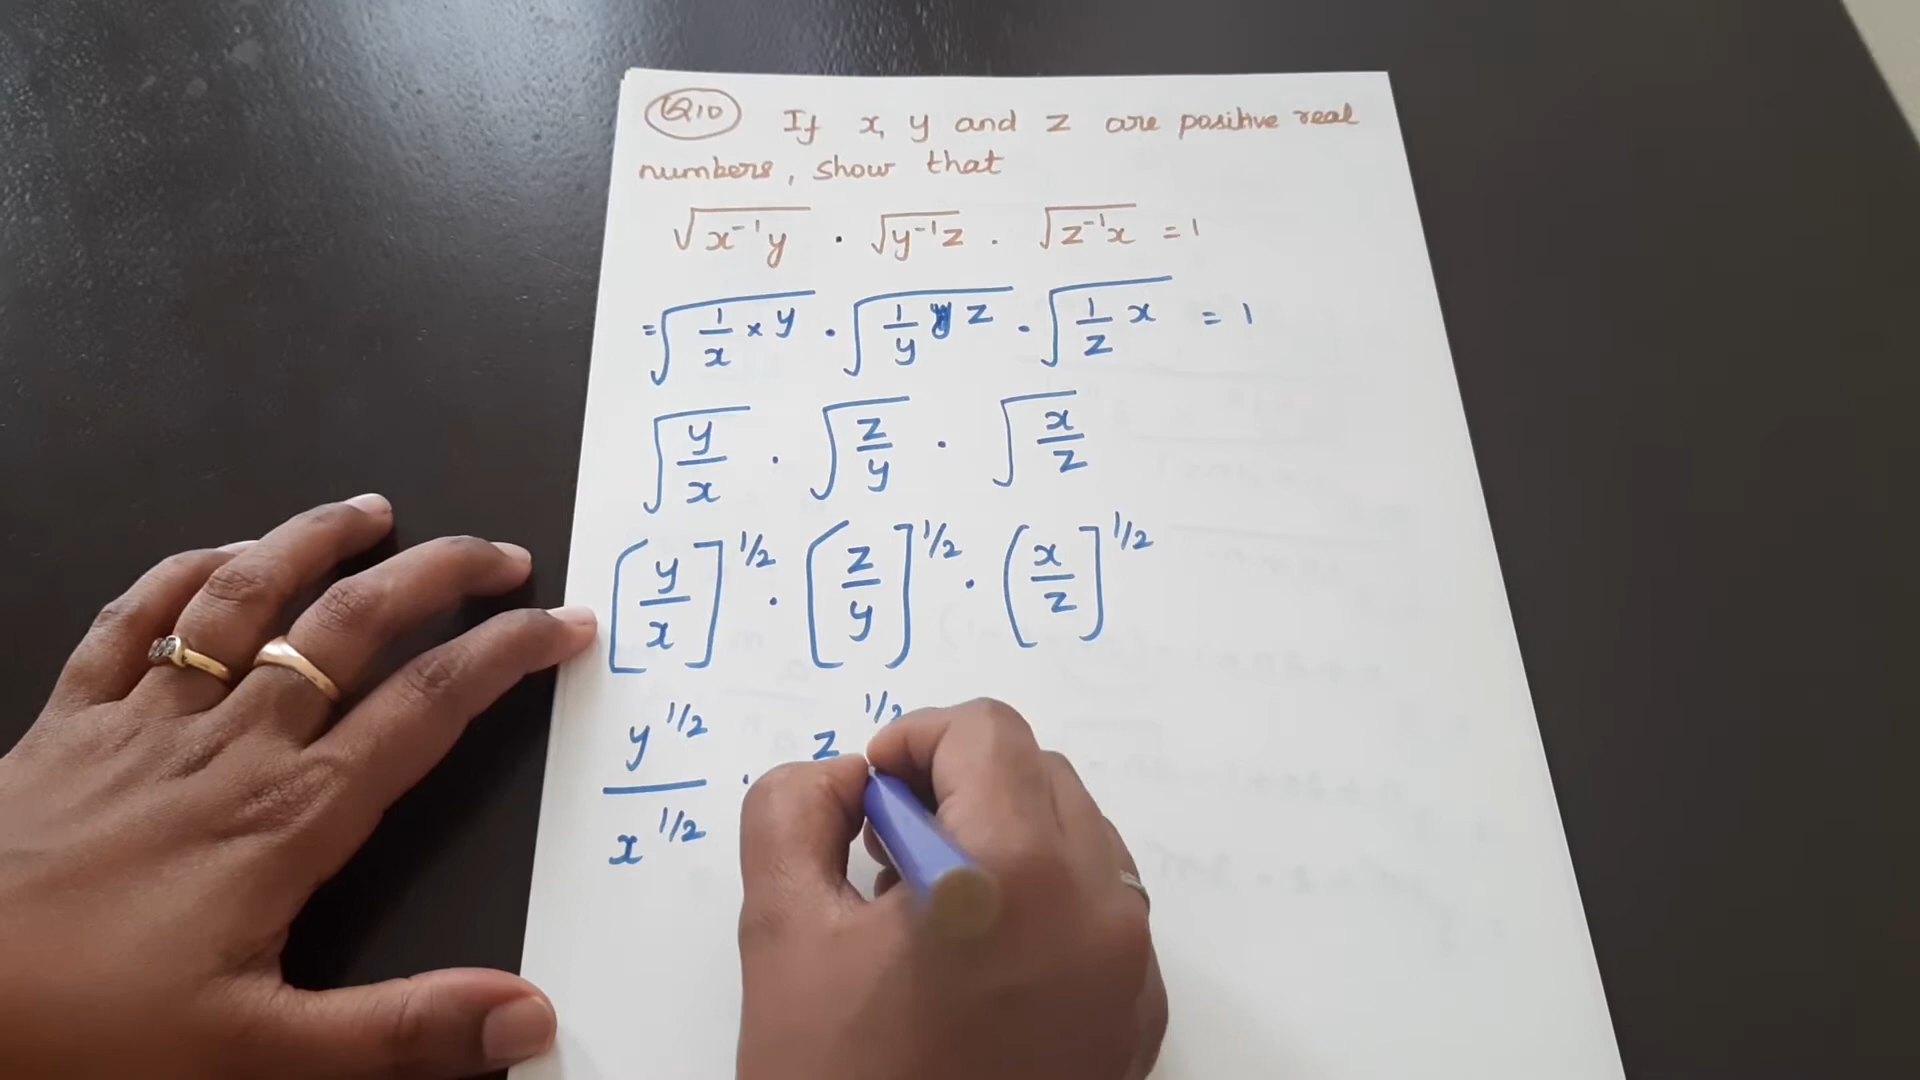 Q10 If x, y and z are positive real
numbers, show that
√(x⁻¹y) . √(y⁻¹z) . √(z⁻¹x) = 1
= √(1/x × y) . √(1/y z) . √(1/z x) = 1
√(y/x) . √(z/y) . √(x/z)
[y/x]^1/2 . [z/y]^1/2 . [x/z]^1/2
y^1/2 / x^1/2 . z^1/2